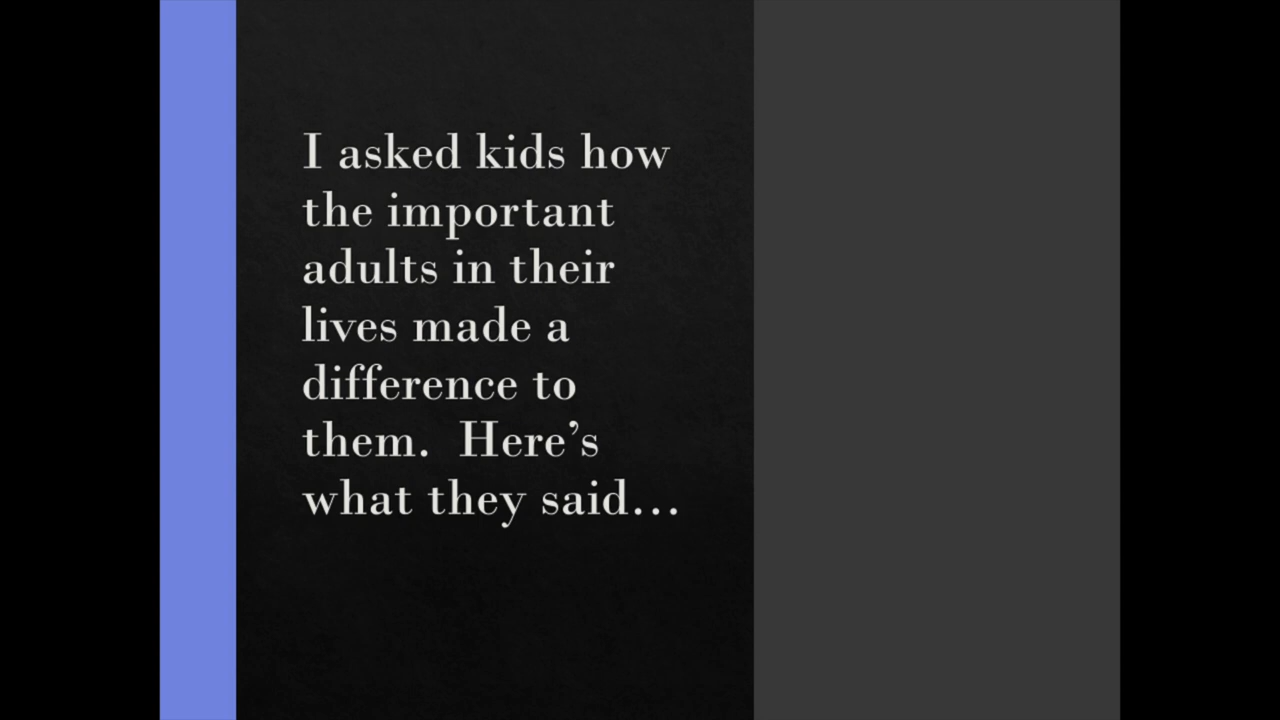 I asked kids how
the important
adults in their
lives made a
difference to
them.  Here’s
what they said…